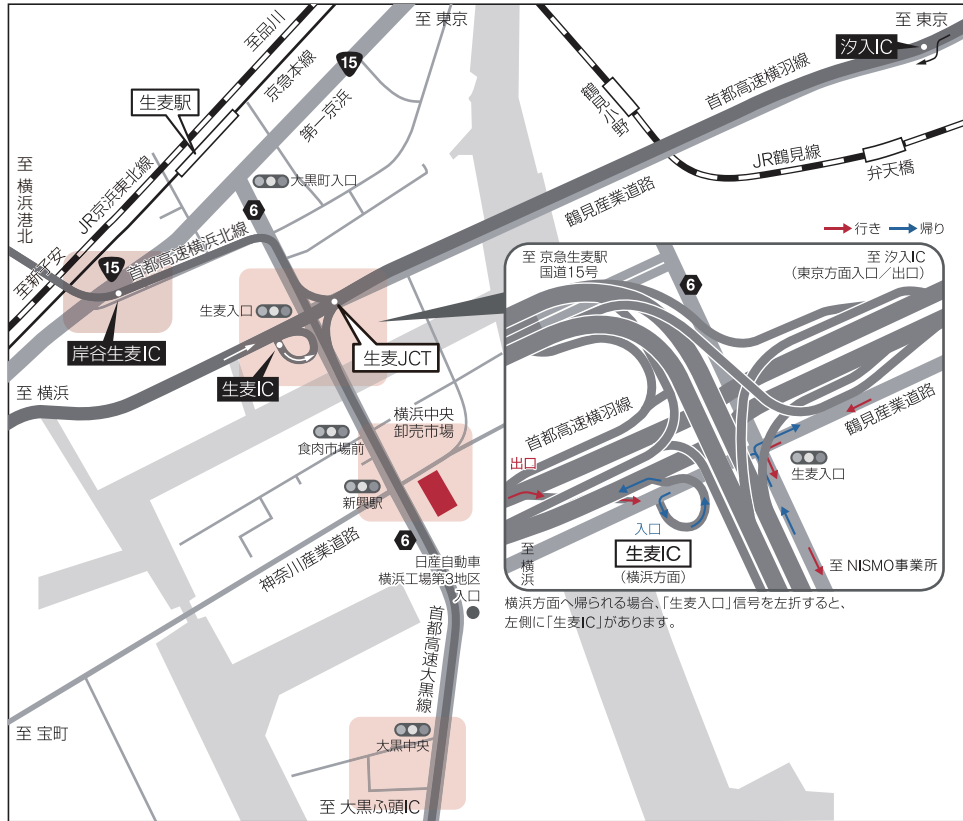 至 品川
至 東京
至 東京
15
汐入IC
京急本線
首都高速横羽線
生麦駅
第一京浜
鶴見小野
JR鶴見線
弁天橋
至 横浜港北
JR京浜東北線
大黒町入口
6
鶴見産業道路
至新子安
15
首都高速横浜北線
行き
帰り
生麦入口
岸谷生麦IC
生麦JCT
生麦IC
至 横浜
横浜中央
卸売市場
食肉市場前
新興駅
6
神奈川産業道路
日産自動車
横浜工場第3地区
入口
首都高速大黒線
至 宝町
大黒中央
至 大黒ふ頭IC
至 京急生麦駅
国道15号
至 汐入IC
(東京方面入口/出口)
6
首都高速横羽線
鶴見産業道路
出口
生麦入口
入口
至 横浜
生麦IC
(横浜方面)
至 NISMO事業所
横浜方面へ帰られる場合、「生麦入口」信号を左折すると、
左側に「生麦IC」があります。